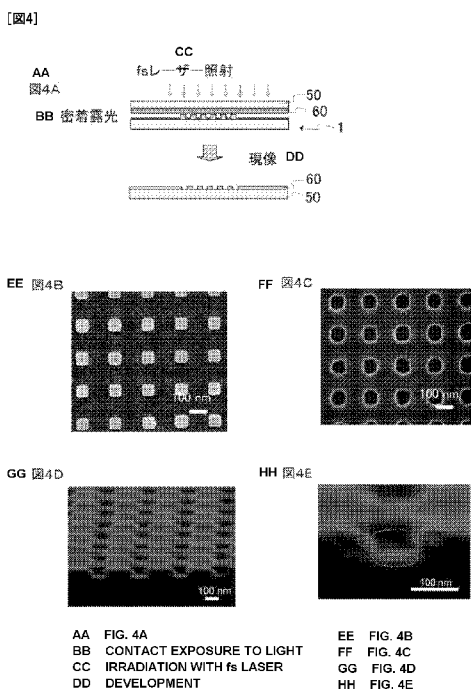 [図4]
CC
fsレーザー照射
AA
図4A
50
60
BB 密着露光
1
現像 DD
60
50
EE 図4B
FF 図4C
100 nm
100 nm
GG 図4D
HH 図4E
100 nm
100 nm
AA FIG. 4A
BB CONTACT EXPOSURE TO LIGHT
CC IRRADIATION WITH fs LASER
DD DEVELOPMENT
EE FIG. 4B
FF FIG. 4C
GG FIG. 4D
HH FIG. 4E